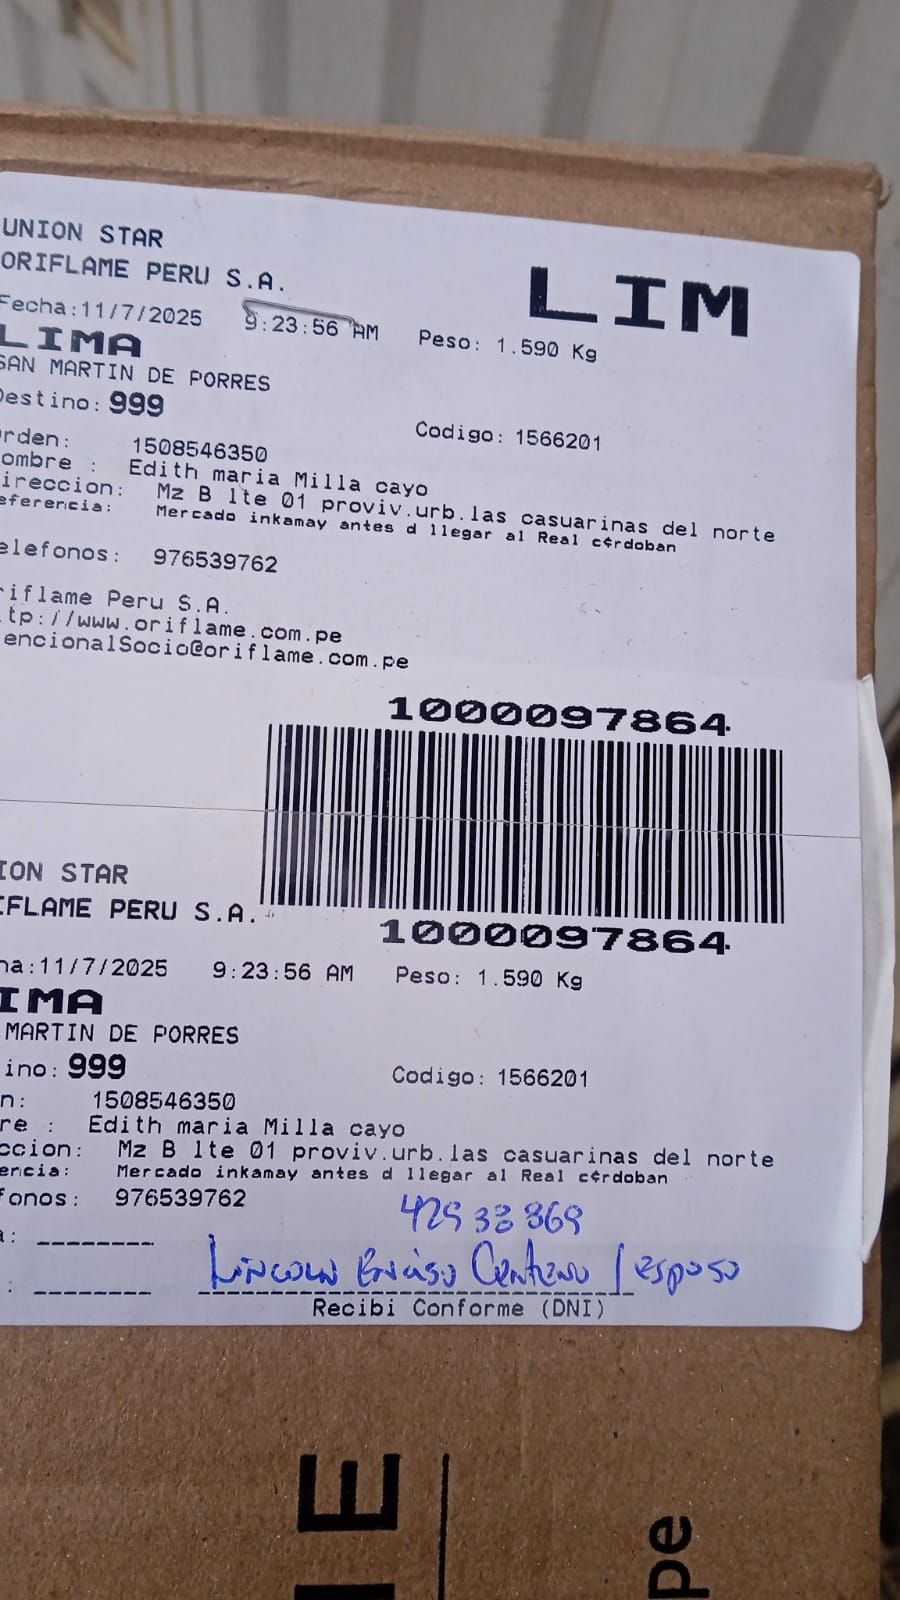 UNION STAR
ORIFLAME PERU S.A.
LIM
Fecha:11/7/2025 9:23:56 AM Peso: 1.590 Kg
LIMA
SAN MARTIN DE PORRES
Destino: 999
Codigo: 1566201
rden: 1508546350
ombre : Edith maria Milla cayo
ireccion: Mz B lte 01 proviv.urb.las casuarinas del norte
eferencia: Mercado inkamay antes d llegar al Real c¢rdoban
elefonos: 976539762
riflame Peru S.A.
tp://www.oriflame.com.pe
encionalSocio@oriflame.com.pe
1000097864
1000097864
ION STAR
IFLAME PERU S.A.
ha:11/7/2025 9:23:56 AM Peso: 1.590 Kg
IMA
MARTIN DE PORRES
ino: 999
Codigo: 1566201
n: 1508546350
re : Edith maria Milla cayo
ccion: Mz B lte 01 proviv.urb.las casuarinas del norte
encia: Mercado inkamay antes d llegar al Real c¢rdoban
fonos: 976539762
42933869
a:
Lincoln Enciso Centeno / esposo
:
Recibi Conforme (DNI)
E
pe